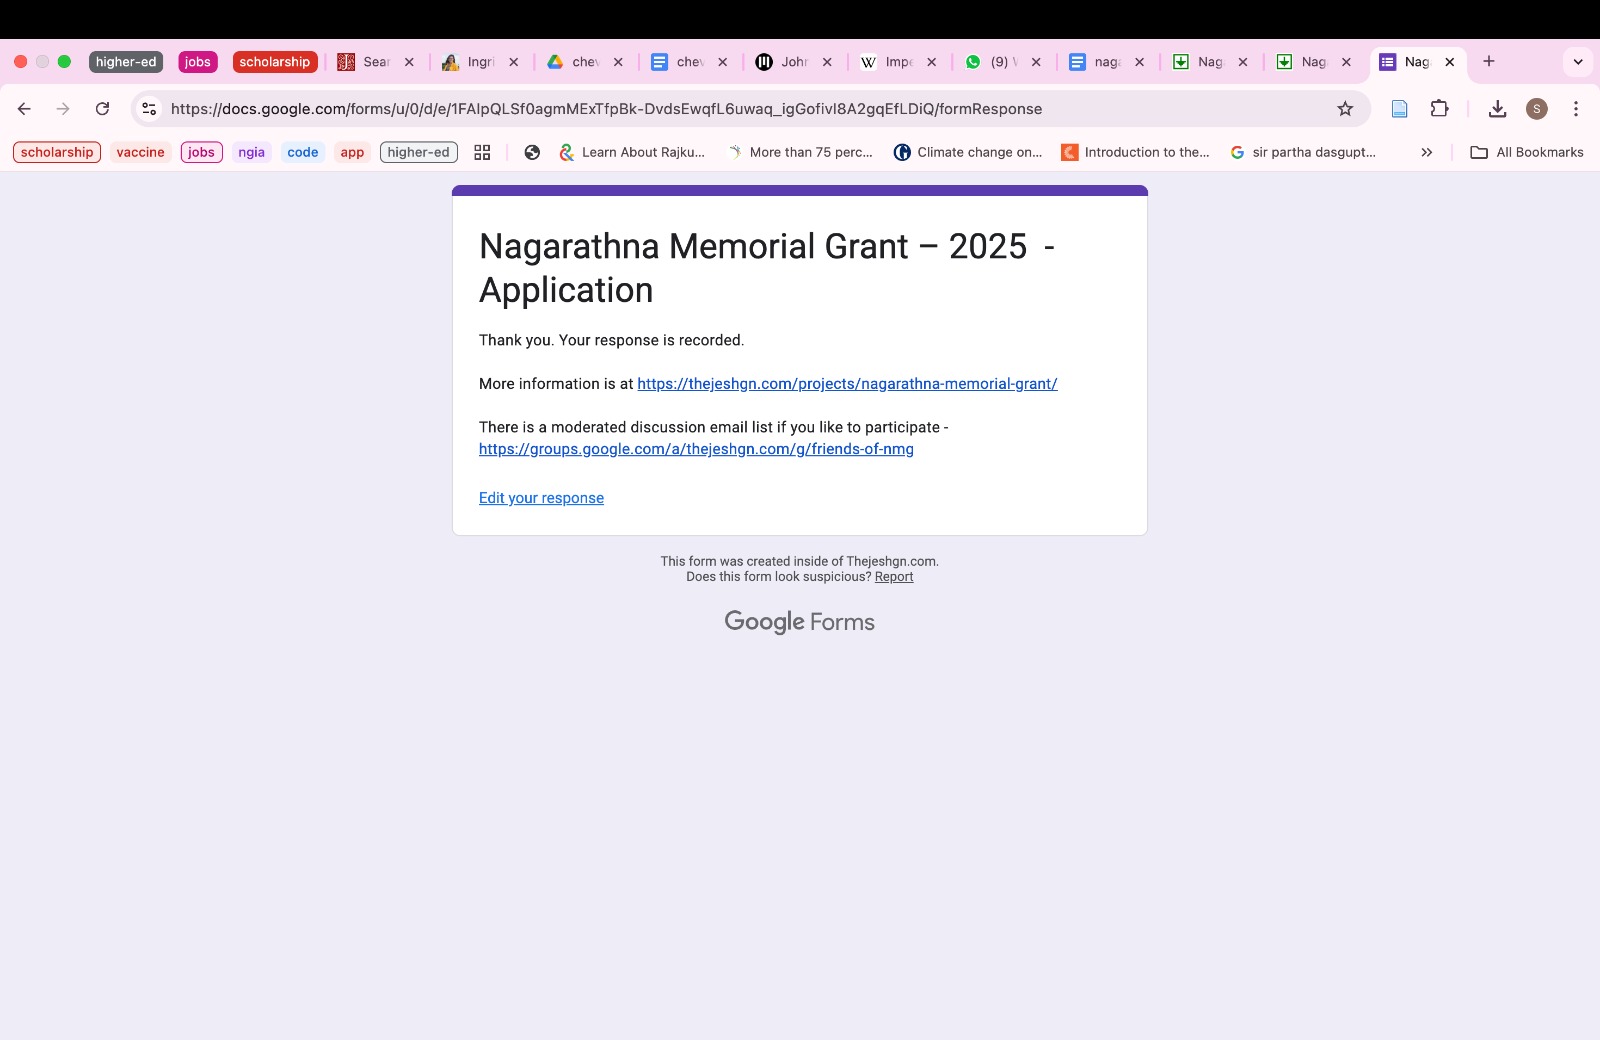 higher-ed jobs scholarship Sear Ingri chev chev John Impe (9) naga Nag Nag Nag
https://docs.google.com/forms/u/0/d/e/1FAIpQLSf0agmMExTfpBk-DvdsEwqfL6uwaq_igGofivI8A2gqEfLDiQ/formResponse S
scholarship vaccine jobs ngia code app higher-ed Learn About Rajku... More than 75 perc... Climate change on... Introduction to the... sir partha dasgupt... » All Bookmarks
Nagarathna Memorial Grant – 2025 -
Application
Thank you. Your response is recorded.
More information is at https://thejeshgn.com/projects/nagarathna-memorial-grant/
There is a moderated discussion email list if you like to participate -
https://groups.google.com/a/thejeshgn.com/g/friends-of-nmg
Edit your response
This form was created inside of Thejeshgn.com.
Does this form look suspicious? Report
Google Forms